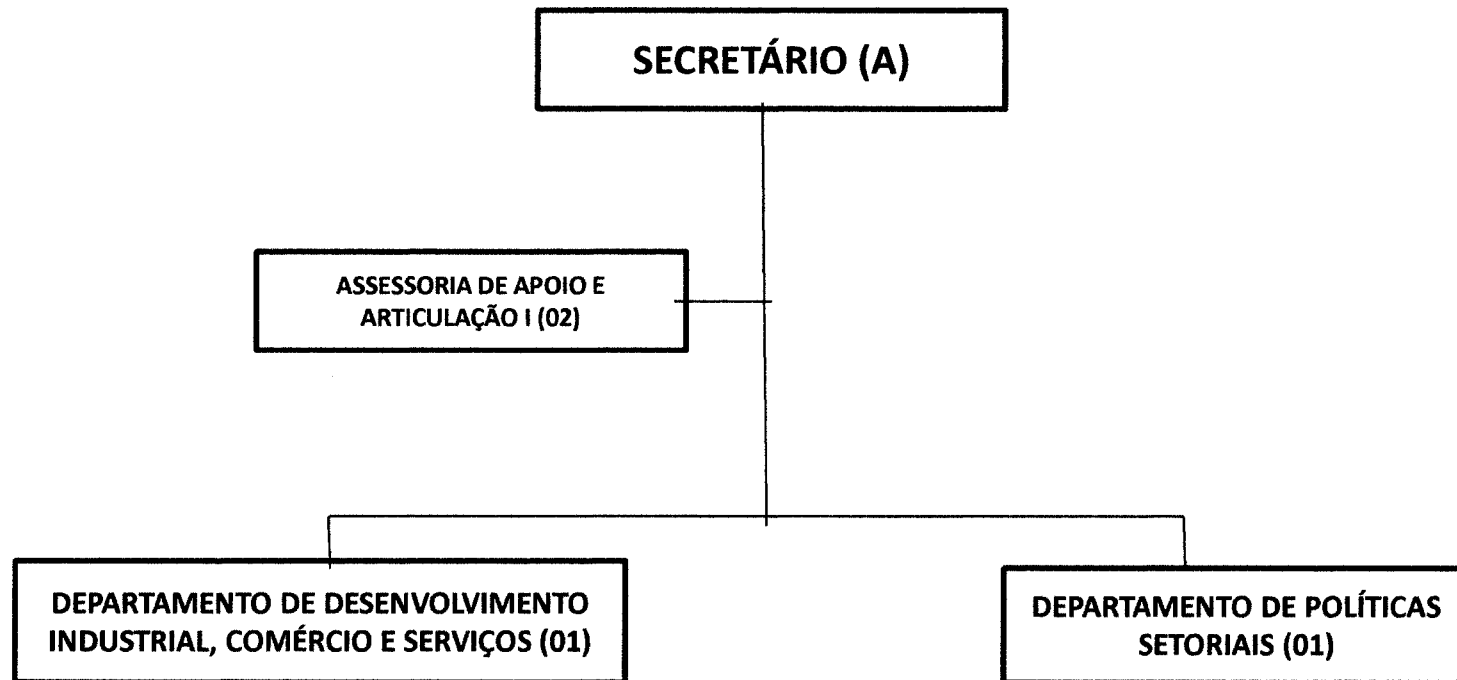 SECRETÁRIO (A)
ASSESSORIA DE APOIO E
ARTICULAÇÃO I (02)
DEPARTAMENTO DE DESENVOLVIMENTO
INDUSTRIAL, COMÉRCIO E SERVIÇOS (01)
DEPARTAMENTO DE POLÍTICAS
SETORIAIS (01)